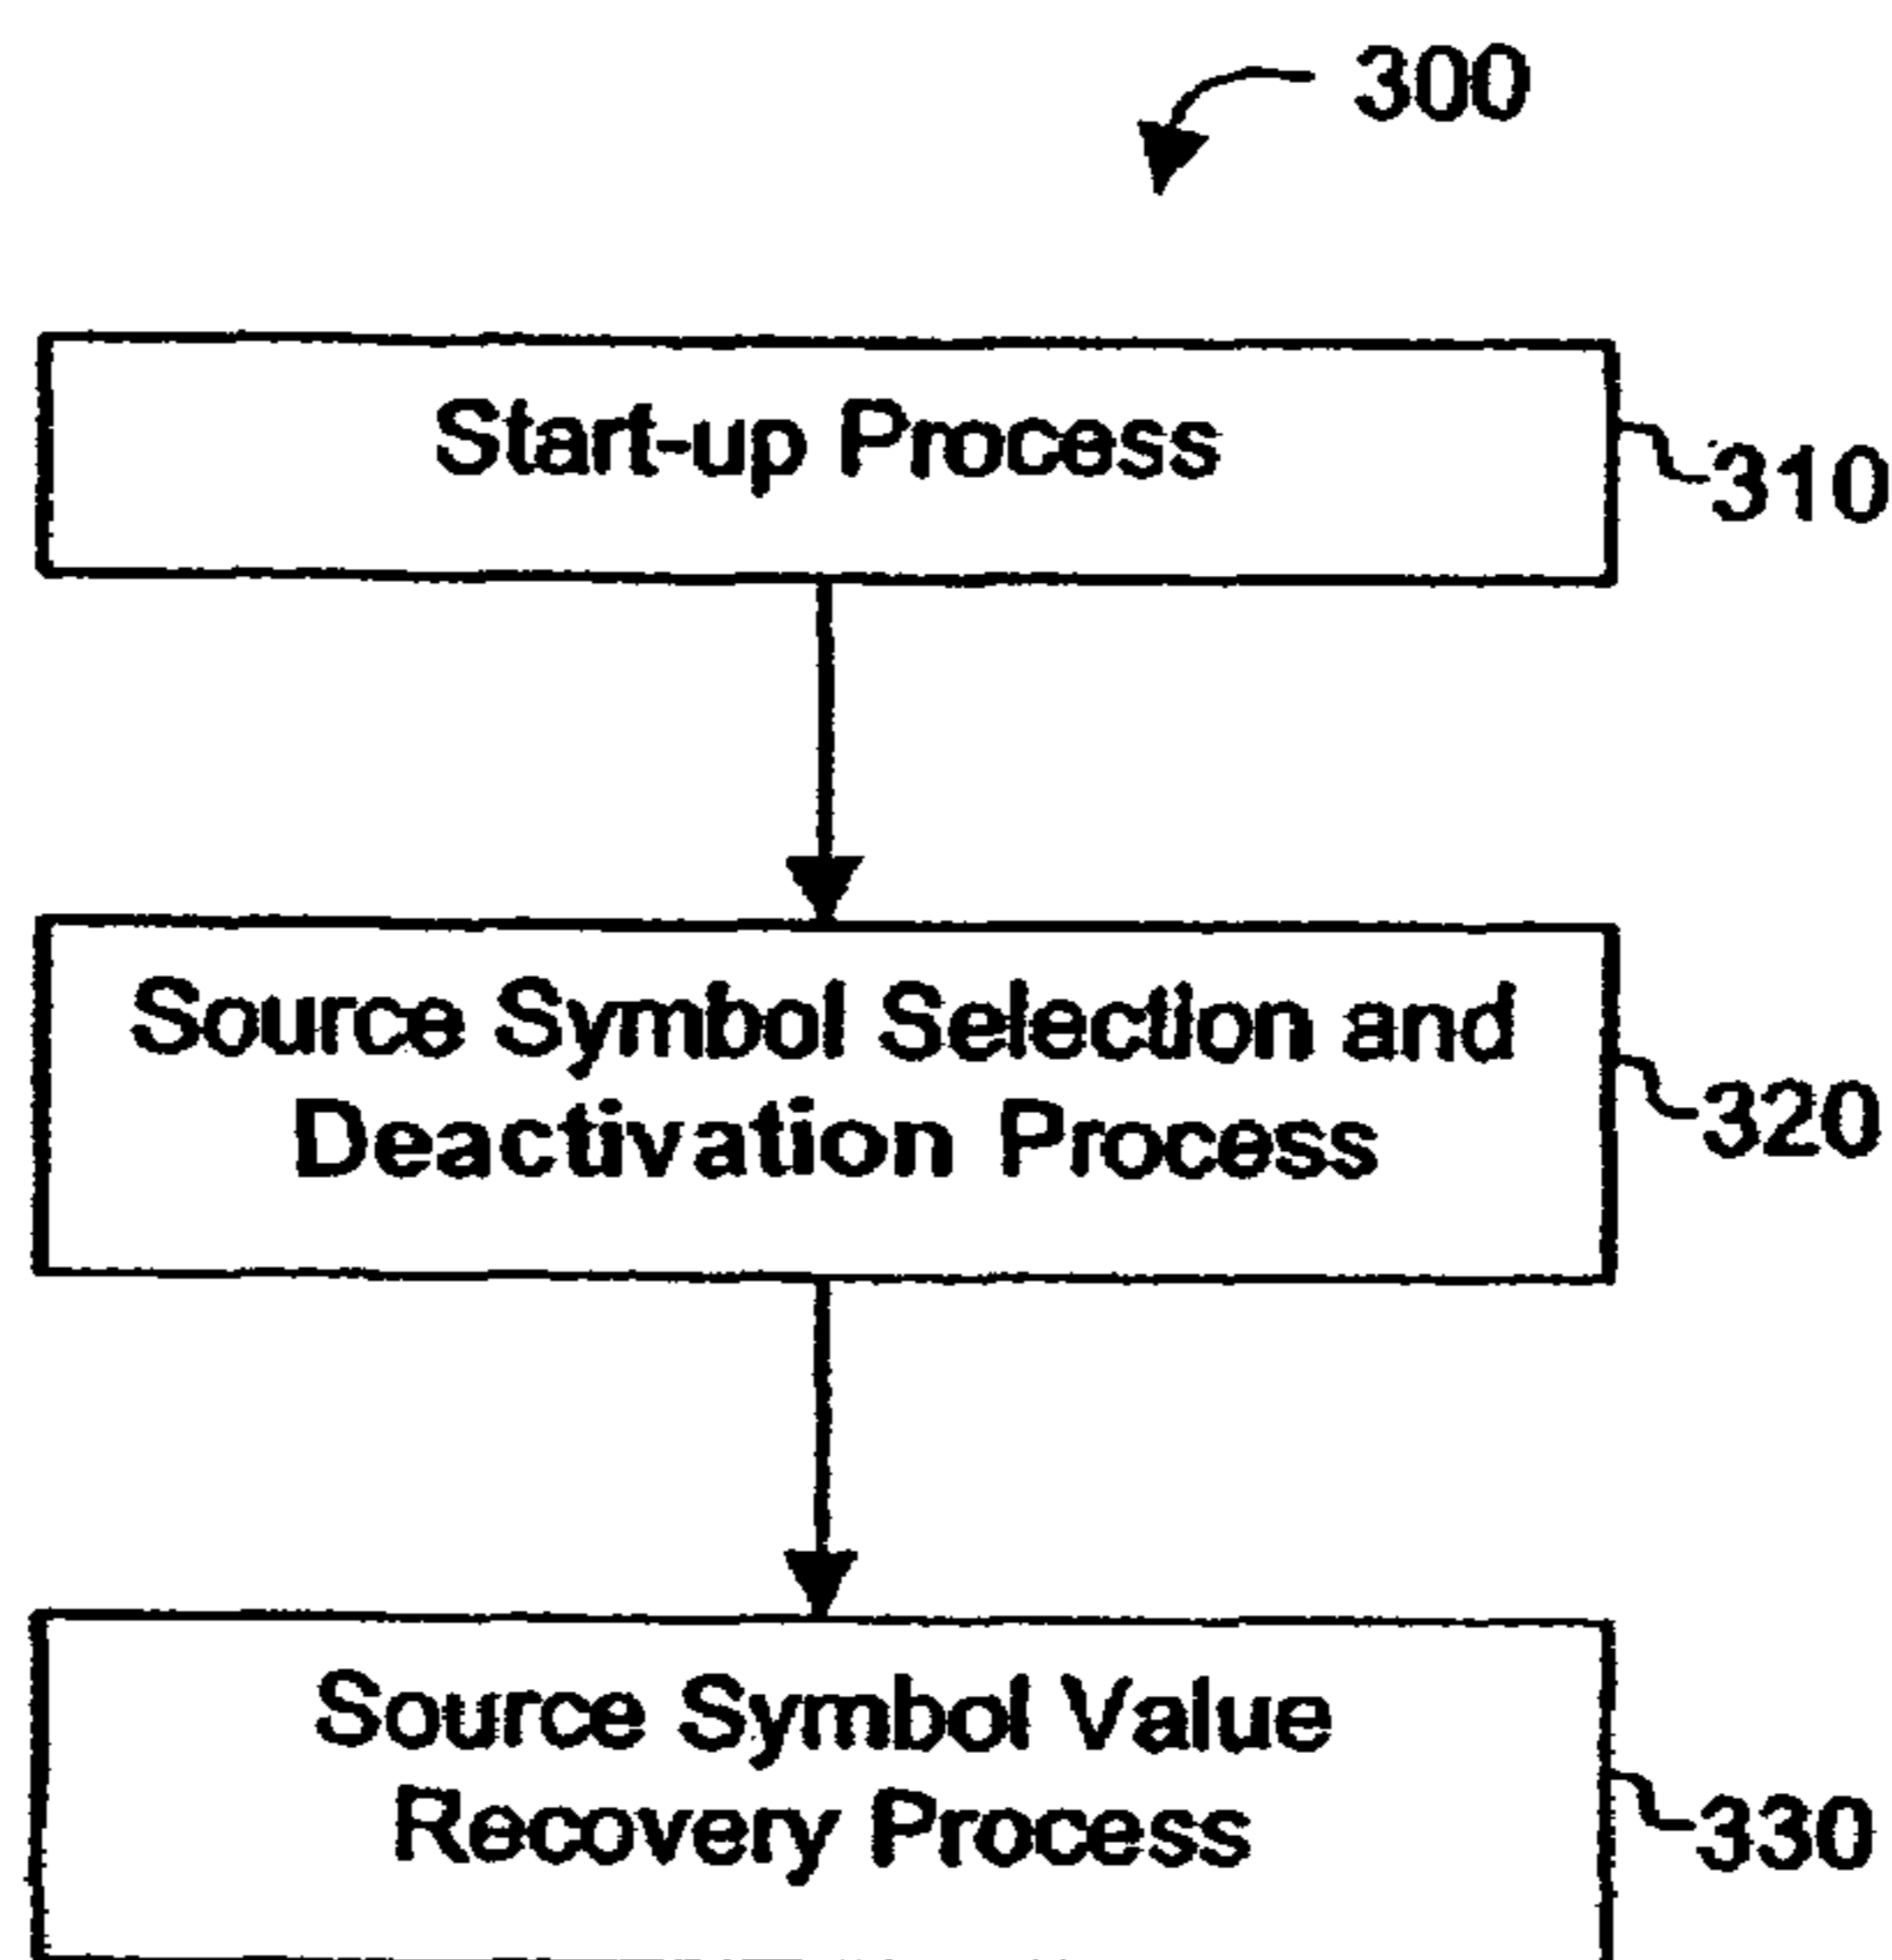 300
Start-up Process
310
Source Symbol Selection and
Deactivation Process
320
Source Symbol Value
Recovery Process
330